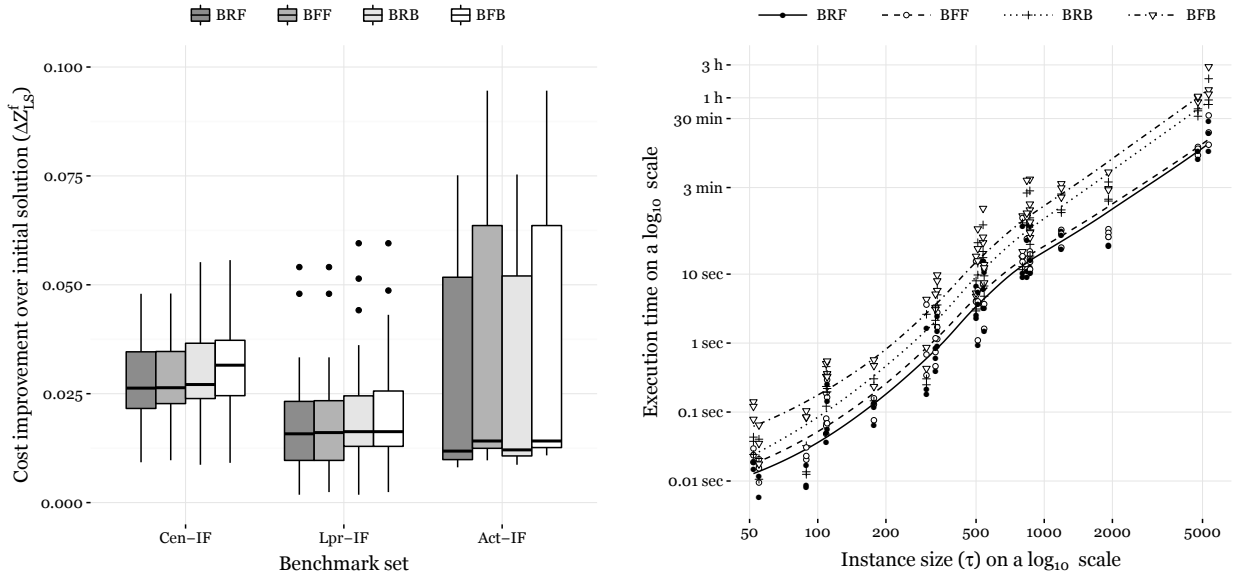 BRF BFF BRB BFB
Cost improvement over initial solution (ΔZ^f_LS)
0.100
0.075
0.050
0.025
0.000
Cen−IF Lpr−IF Act−IF
Benchmark set
BRF BFF BRB BFB
Execution time on a log₁₀ scale
3 h
1 h
30 min
3 min
10 sec
1 sec
0.1 sec
0.01 sec
50 100 200 500 1000 2000 5000
Instance size (τ) on a log₁₀ scale